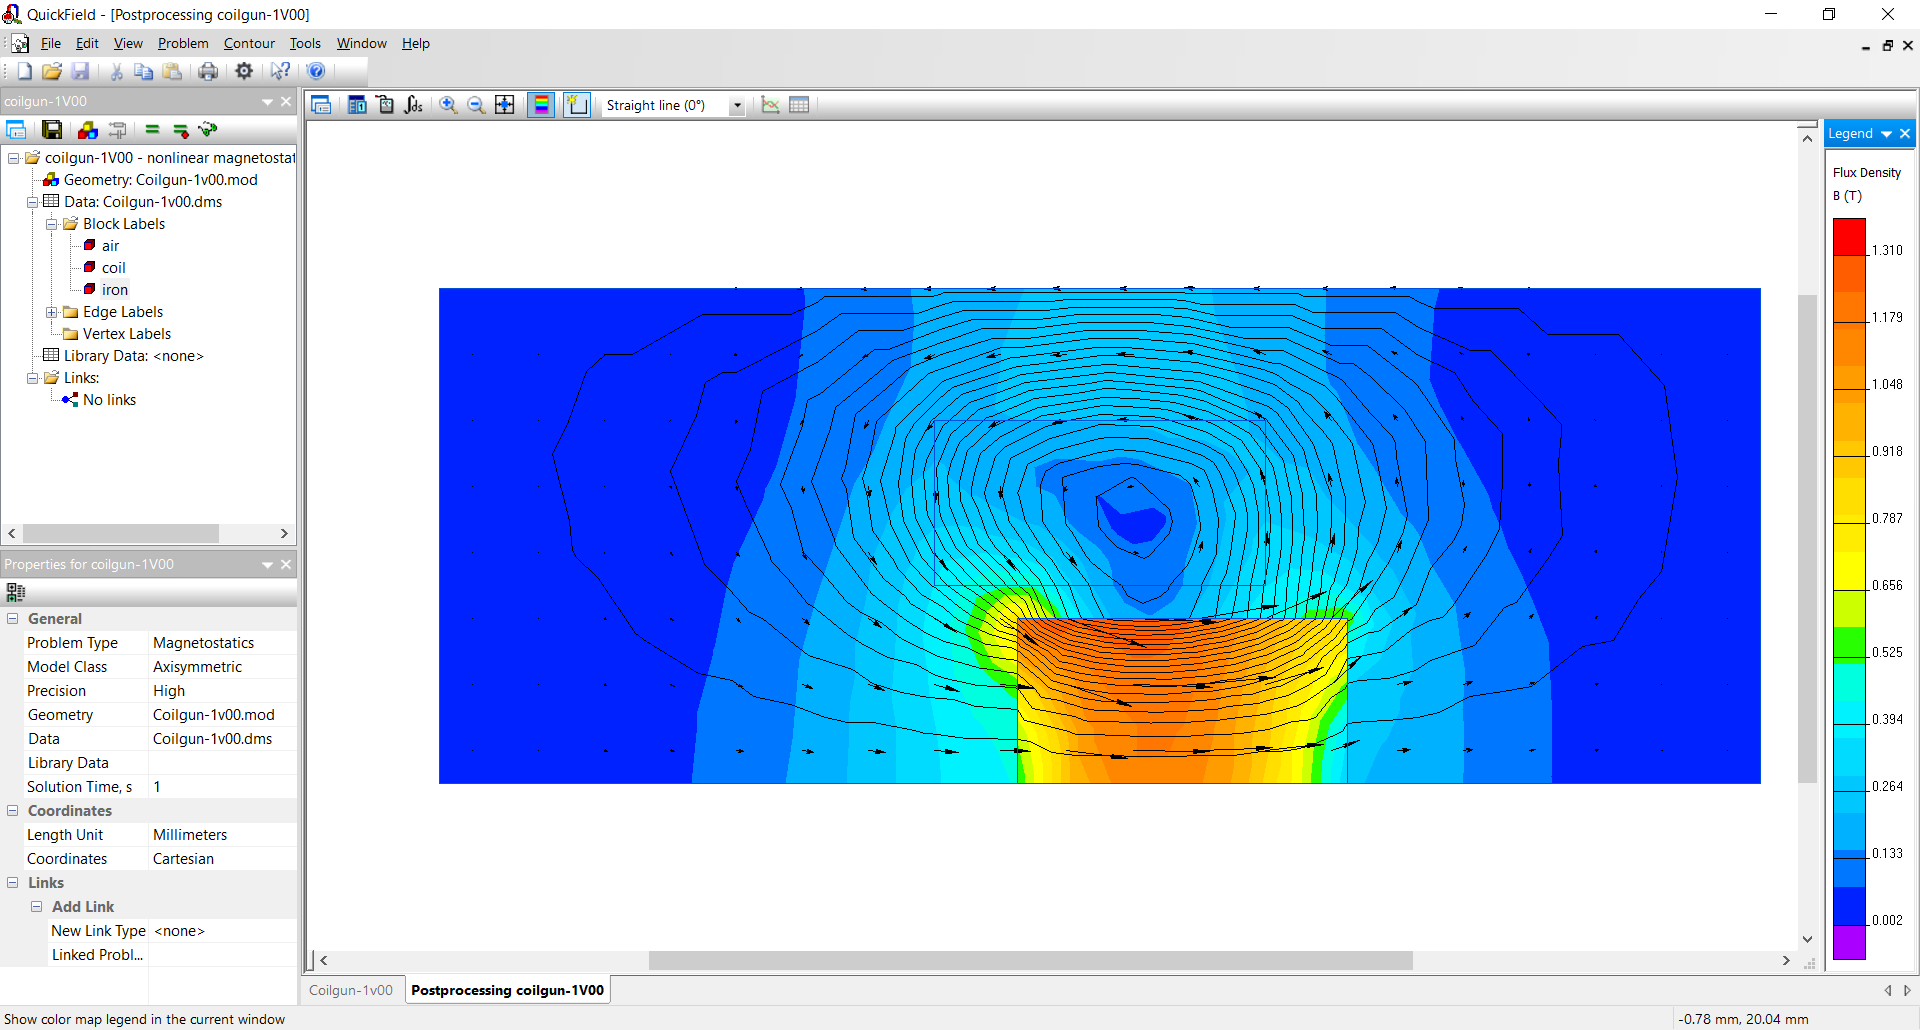 QuickField - [Postprocessing coilgun-1V00]
File Edit View Problem Contour Tools Window Help
coilgun-1V00
Straight line (0°)
coilgun-1V00 - nonlinear magnetostat
Geometry: Coilgun-1v00.mod
Data: Coilgun-1v00.dms
Block Labels
air
coil
iron
Edge Labels
Vertex Labels
Library Data: <none>
Links:
No links
Properties for coilgun-1V00
General
Problem Type Magnetostatics
Model Class Axisymmetric
Precision High
Geometry Coilgun-1v00.mod
Data Coilgun-1v00.dms
Library Data
Solution Time, s 1
Coordinates
Length Unit Millimeters
Coordinates Cartesian
Links
Add Link
New Link Type <none>
Linked Probl...
Legend
Flux Density
B (T)
1.310
1.179
1.048
0.918
0.787
0.656
0.525
0.394
0.264
0.133
0.002
Coilgun-1v00 Postprocessing coilgun-1V00
Show color map legend in the current window
-0.78 mm, 20.04 mm